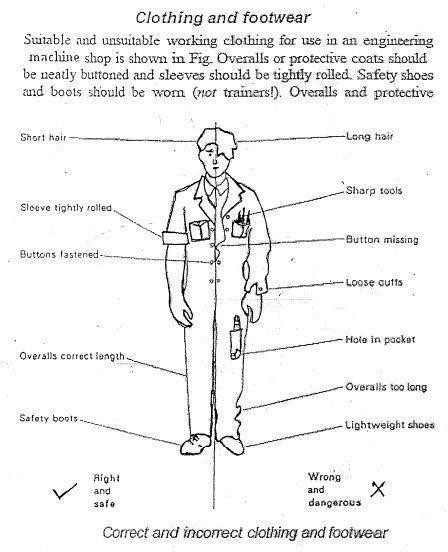 Clothing and footwear
Suitable and unsuitable working clothing for use in an engineering
machine shop is shown in Fig. Overalls or protective coats should
be neatly buttoned and sleeves should be tightly rolled. Safety shoes
and boots should be worn (not trainers!). Overalls and protective
Short hair
Long hair
Sharp tools
Sleeve tightly rolled
Button missing
Buttons fastened
Loose cuffs
Hole in pocket
Overalls correct length
Overalls too long
Safety boots
Lightweight shoes
Right
and
safe
Wrong
and
dangerous
Correct and incorrect clothing and footwear